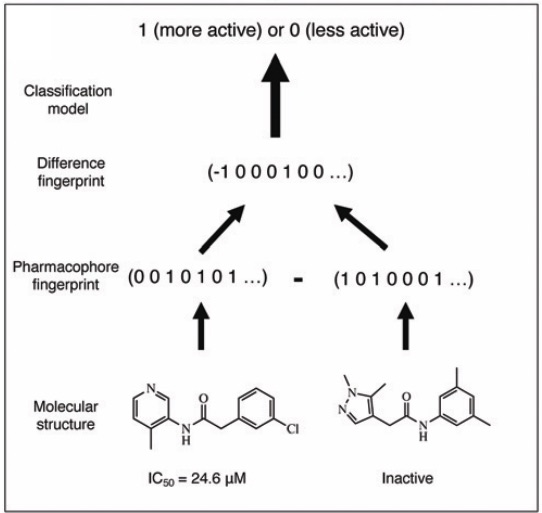 1 (more active) or 0 (less active)
Classification
model
Difference
fingerprint
(-1 0 0 0 1 0 0 ...)
Pharmacophore
fingerprint
(0 0 1 0 1 0 1 ...) - (1 0 1 0 0 0 1 ...)
Molecular
structure
N
O
N
H
Cl
N
N
O
N
H
IC50 = 24.6 μM
Inactive